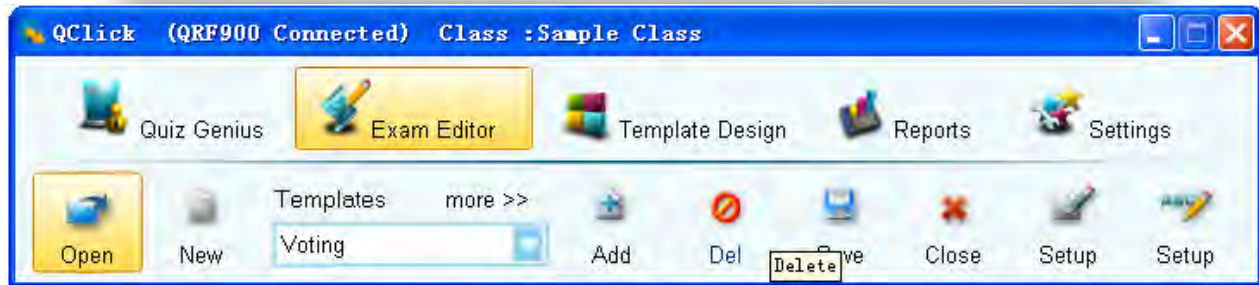 QClick (QRF900 Connected) Class :Sample Class
Quiz Genius Exam Editor Template Design Reports Settings
Templates more >>
Voting
Open New Add Del ve Close Setup Setup
Delete